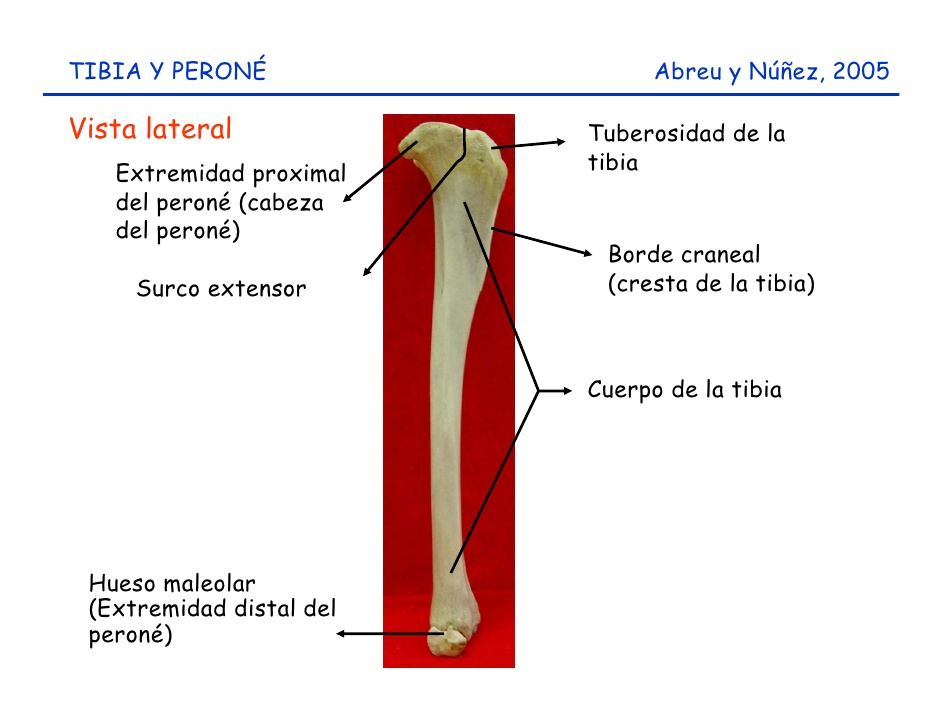 TIBIA Y PERONÉ
Abreu y Núñez, 2005
Vista lateral
Extremidad proximal
del peroné (cabeza
del peroné)
Surco extensor
Tuberosidad de la
tibia
Borde craneal
(cresta de la tibia)
Cuerpo de la tibia
Hueso maleolar
(Extremidad distal del
peroné)